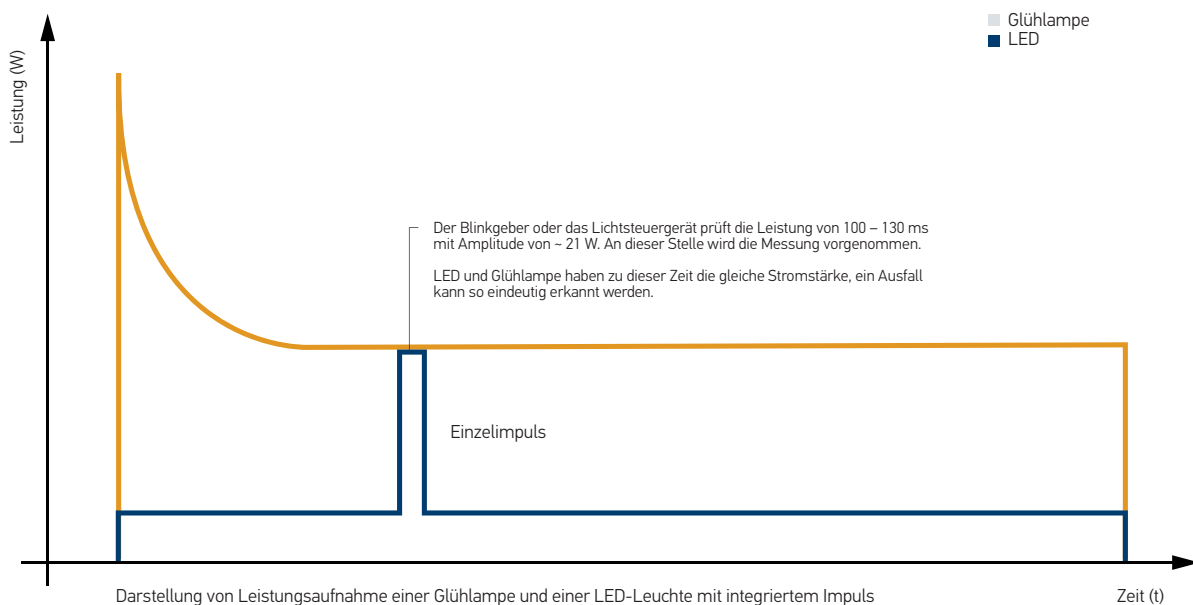 Glühlampe
LED
Leistung (W)
Der Blinkgeber oder das Lichtsteuergerät prüft die Leistung von 100 – 130 ms
mit Amplitude von ~ 21 W. An dieser Stelle wird die Messung vorgenommen.
LED und Glühlampe haben zu dieser Zeit die gleiche Stromstärke, ein Ausfall
kann so eindeutig erkannt werden.
Einzelimpuls
Darstellung von Leistungsaufnahme einer Glühlampe und einer LED-Leuchte mit integriertem Impuls
Zeit (t)